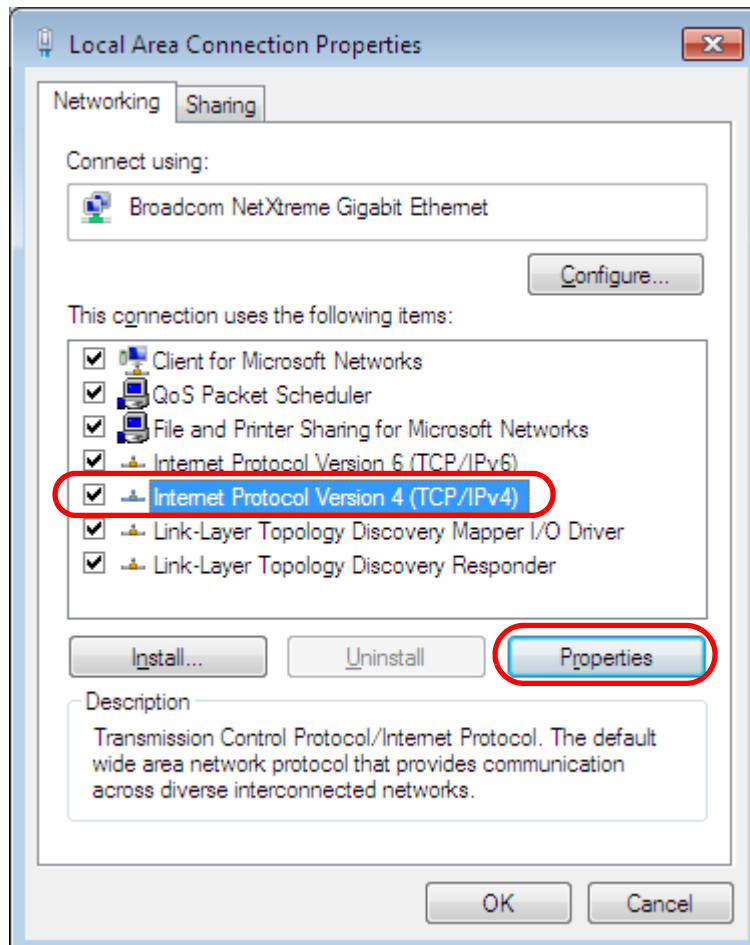 Local Area Connection Properties
Networking
Sharing
Connect using:
Broadcom NetXtreme Gigabit Ethernet
Configure...
This connection uses the following items:
Client for Microsoft Networks
QoS Packet Scheduler
File and Printer Sharing for Microsoft Networks
Internet Protocol Version 6 (TCP/IPv6)
Internet Protocol Version 4 (TCP/IPv4)
Link-Layer Topology Discovery Mapper I/O Driver
Link-Layer Topology Discovery Responder
Install...
Uninstall
Properties
Description
Transmission Control Protocol/Internet Protocol. The default
wide area network protocol that provides communication
across diverse interconnected networks.
OK
Cancel